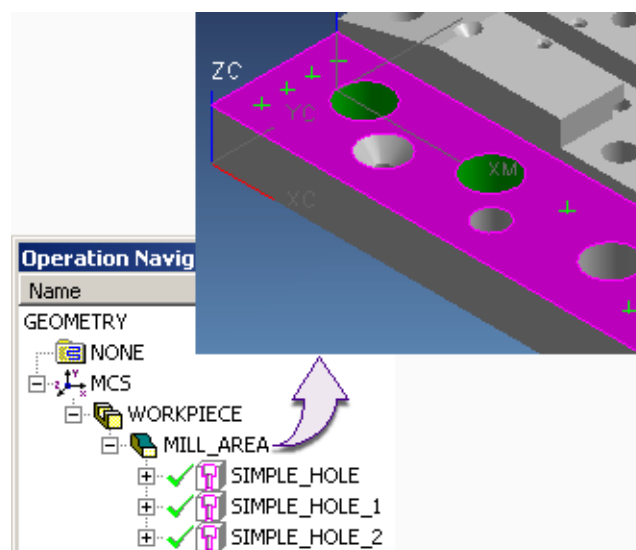 ZC
YC
XM
XC
Operation Navig
Name
GEOMETRY
NONE
MCS
WORKPIECE
MILL_AREA
SIMPLE_HOLE
SIMPLE_HOLE_1
SIMPLE_HOLE_2